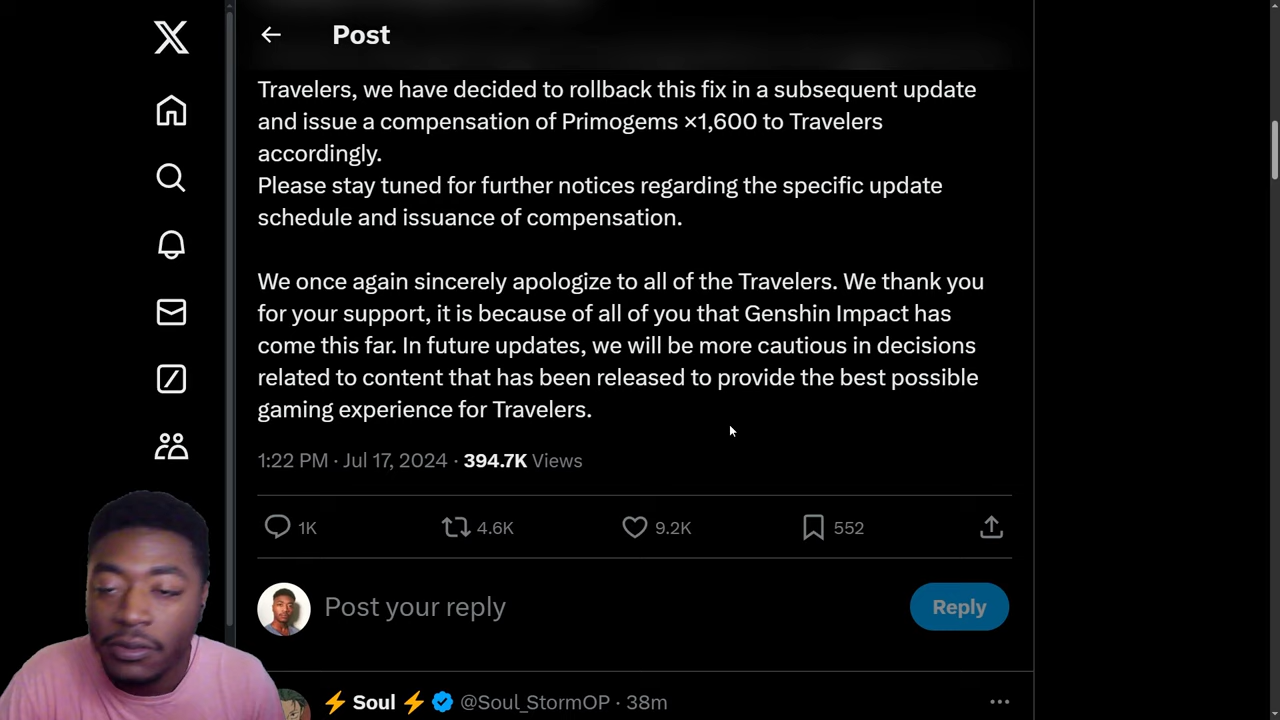 Post
Travelers, we have decided to rollback this fix in a subsequent update
and issue a compensation of Primogems ×1,600 to Travelers
accordingly.
Please stay tuned for further notices regarding the specific update
schedule and issuance of compensation.
We once again sincerely apologize to all of the Travelers. We thank you
for your support, it is because of all of you that Genshin Impact has
come this far. In future updates, we will be more cautious in decisions
related to content that has been released to provide the best possible
gaming experience for Travelers.
1:22 PM · Jul 17, 2024 · 394.7K Views
1K 4.6K 9.2K 552
Post your reply Reply
⚡ Soul ⚡ @Soul_StormOP · 38m